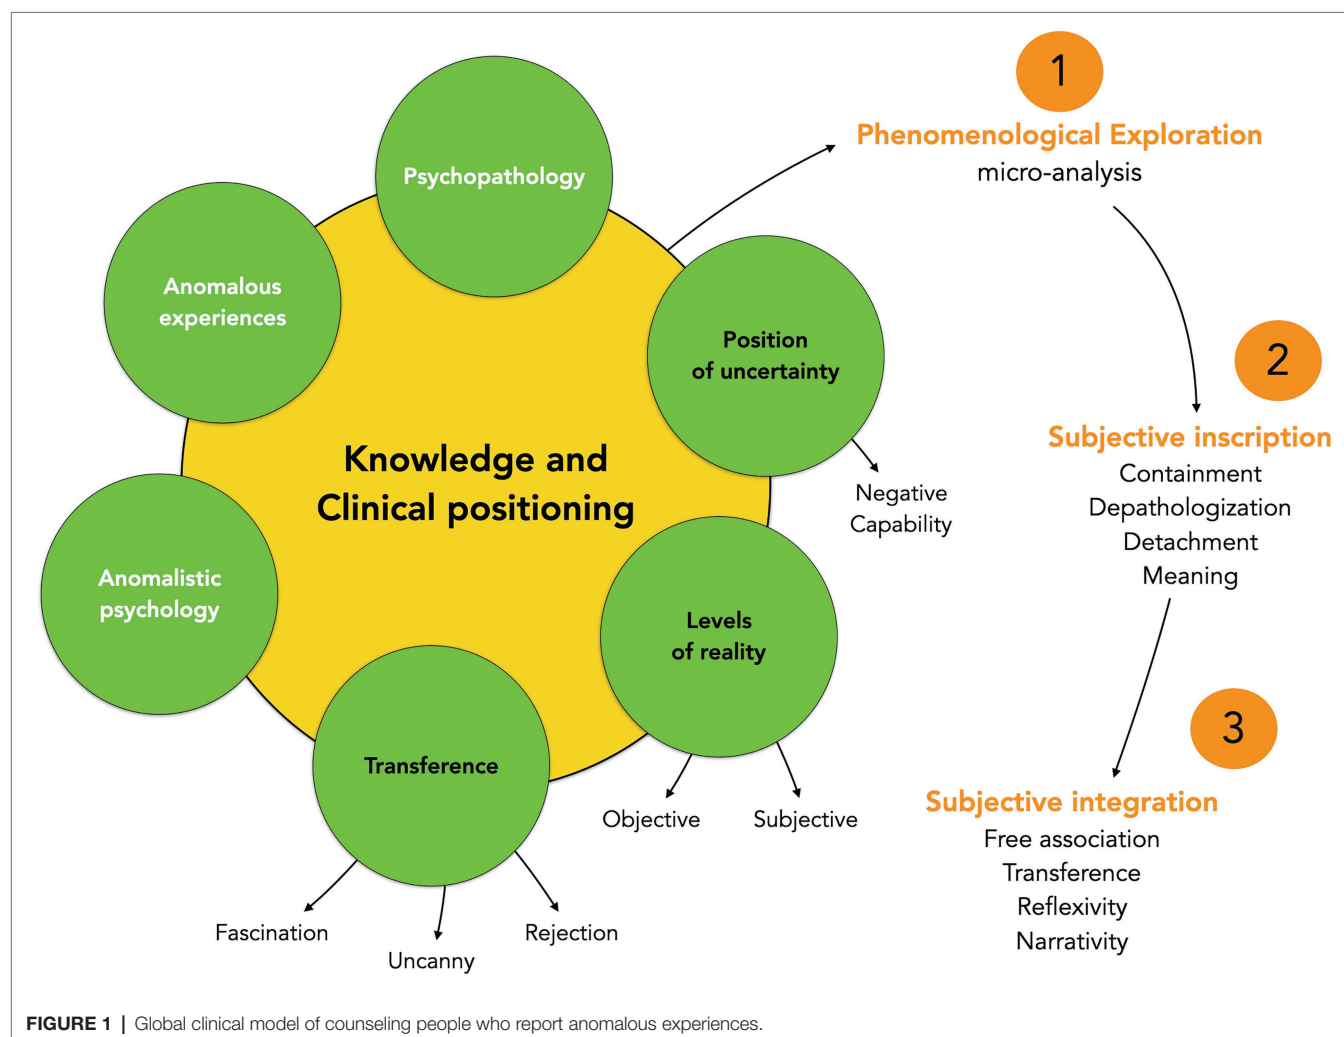 Psychopathology
Anomalous
experiences
Anomalistic
psychology
Knowledge and
Clinical positioning
Position
of uncertainty
Negative
Capability
Levels
of reality
Objective
Subjective
Transference
Fascination
Uncanny
Rejection
1
Phenomenological Exploration
micro-analysis
2
Subjective inscription
Containment
Depathologization
Detachment
Meaning
3
Subjective integration
Free association
Transference
Reflexivity
Narrativity
FIGURE 1 | Global clinical model of counseling people who report anomalous experiences.